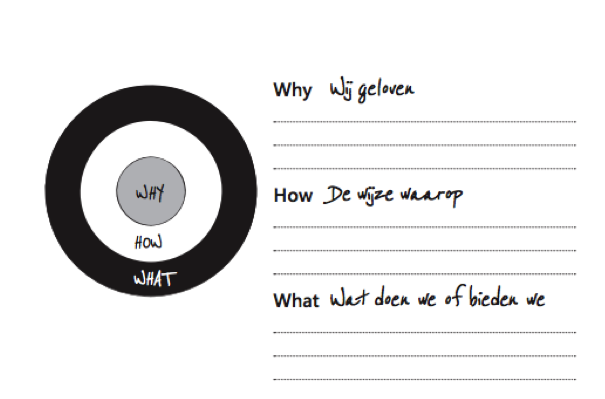 WHY
HOW
WHAT
Why Wij geloven
How De wijze waarop
What Wat doen we of bieden we